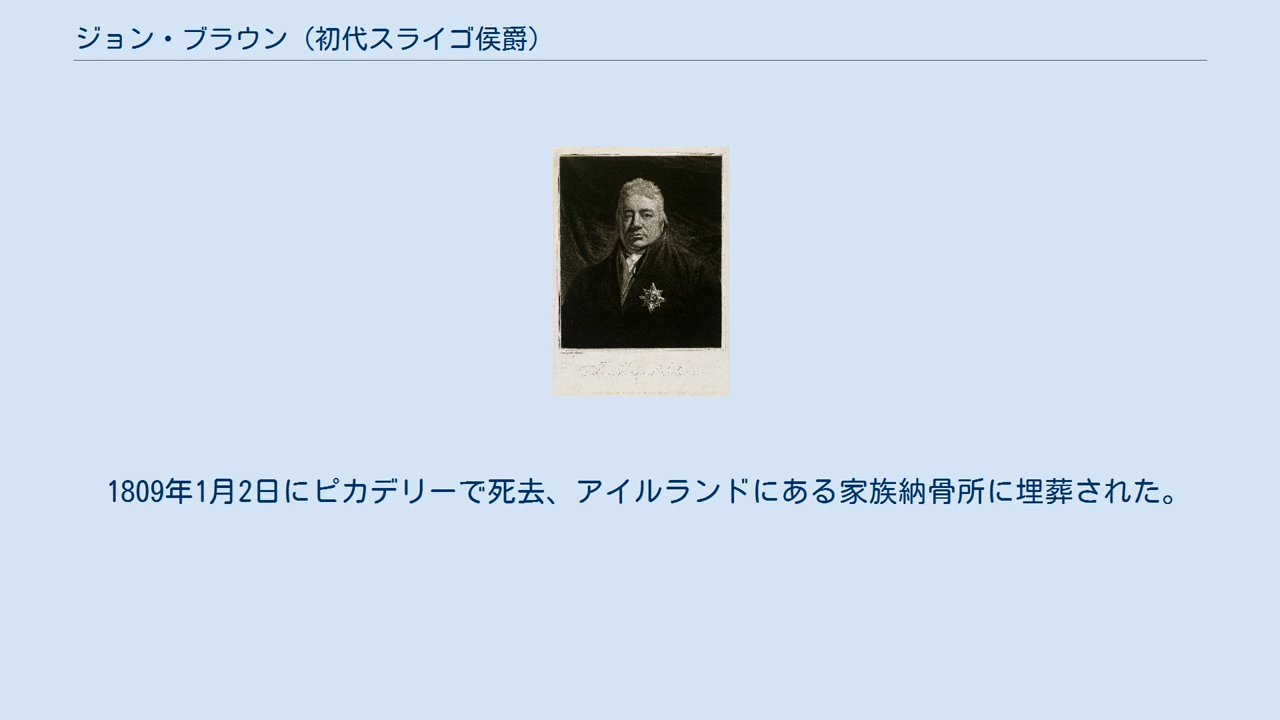 ジョン・ブラウン（初代スライゴ侯爵）
1809年1月2日にピカデリーで死去、アイルランドにある家族納骨所に埋葬された。